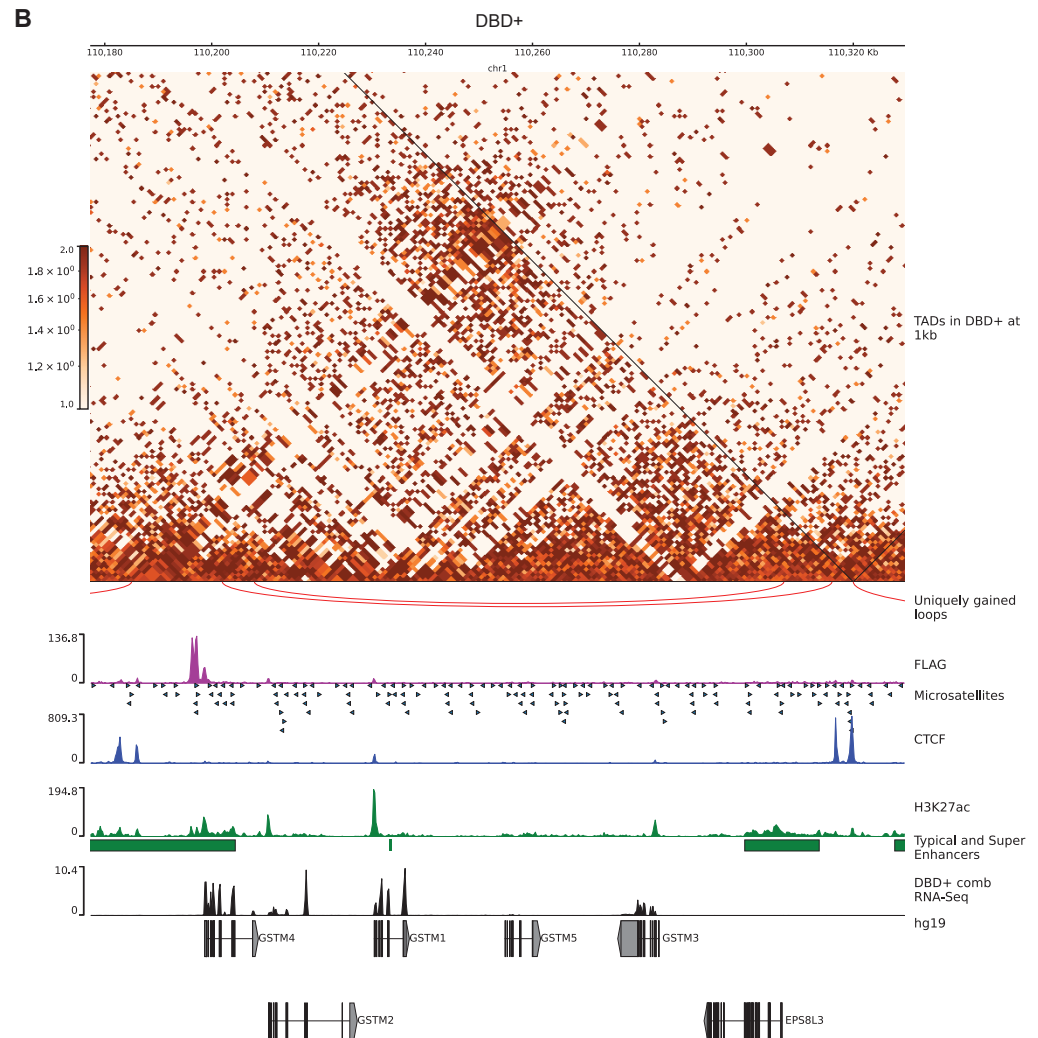 B
DBD+
110,180 110,200 110,220 110,240 110,260 110,280 110,300 110,320 Kb
chr1
2.0
1.8 × 10⁰
1.6 × 10⁰
1.4 × 10⁰
1.2 × 10⁰
1.0
TADs in DBD+ at
1kb
Uniquely gained
loops
136.8
0
FLAG
Microsatellites
809.3
0
CTCF
194.8
0
H3K27ac
Typical and Super
Enhancers
10.4
0
DBD+ comb
RNA-Seq
hg19
GSTM4 GSTM1 GSTM5 GSTM3
GSTM2 EPS8L3